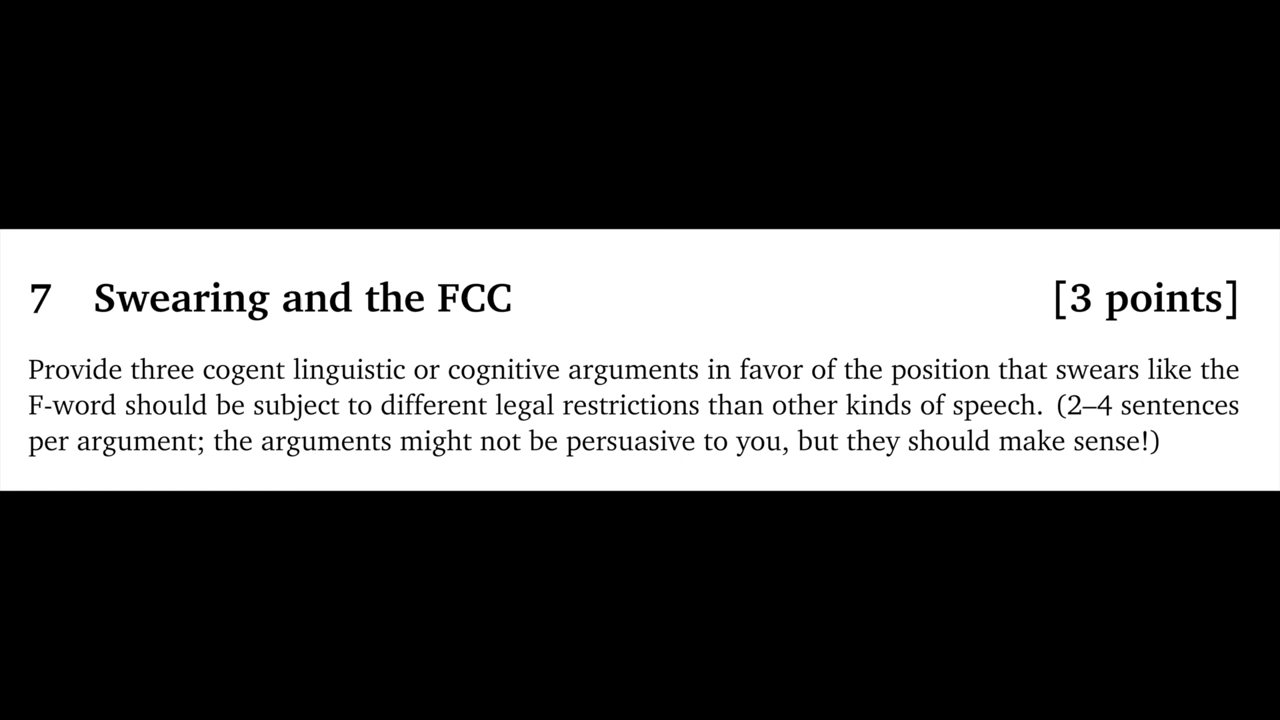 7 Swearing and the FCC [3 points]
Provide three cogent linguistic or cognitive arguments in favor of the position that swears like the
F-word should be subject to different legal restrictions than other kinds of speech. (2–4 sentences
per argument; the arguments might not be persuasive to you, but they should make sense!)